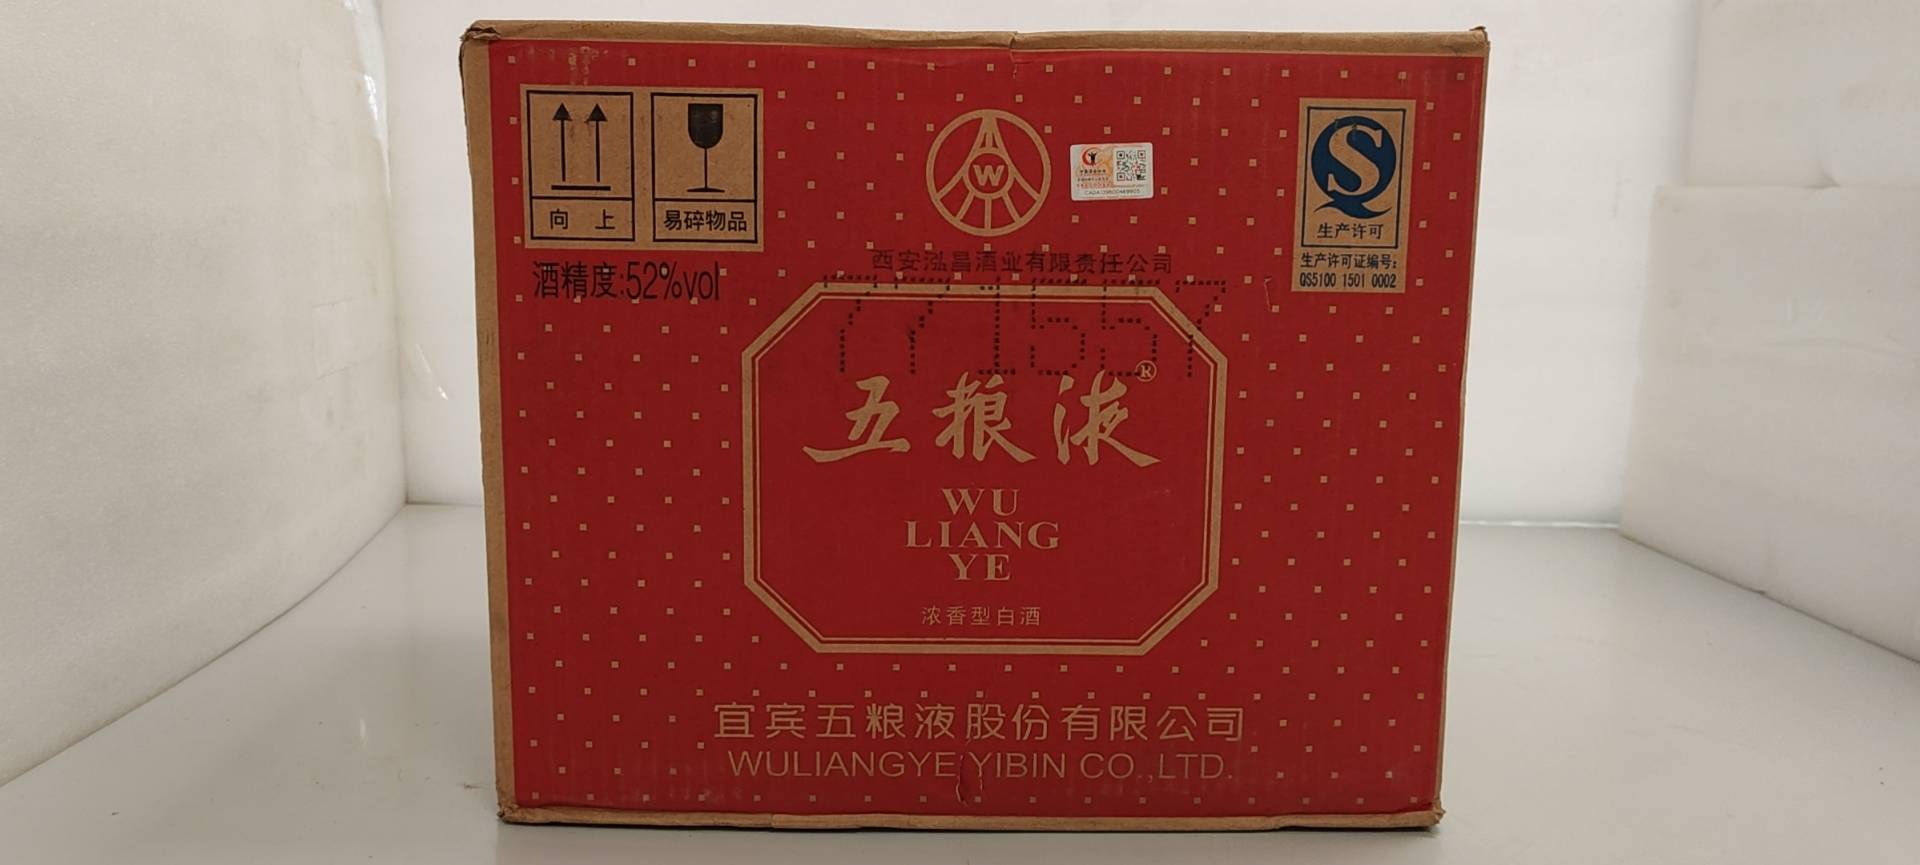 向 上
易碎物品
酒精度:52%vol
W
西安泓昌酒业有限责任公司
771557
S
生产许可
生产许可证编号:
QS5100 1501 0002
五粮液®
WU
LIANG
YE
浓香型白酒
宜宾五粮液股份有限公司
WULIANGYE YIBIN CO.,LTD.